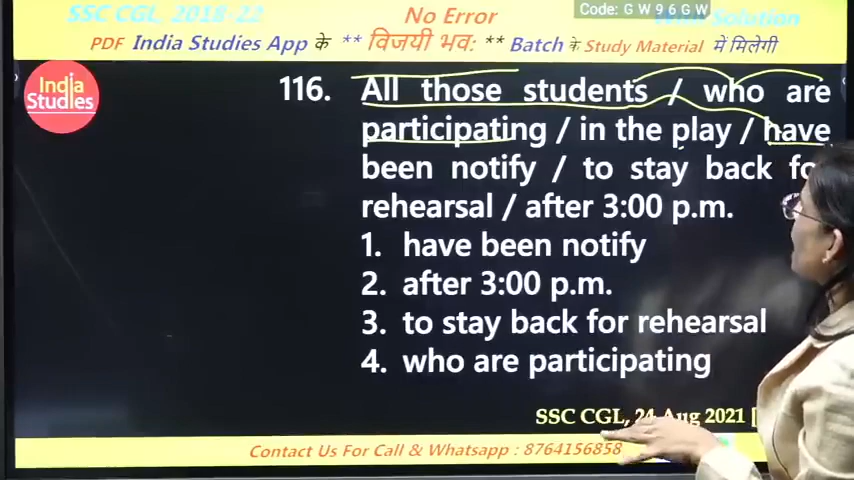 SSC CGL 2018-22
No Error
Code: G W 9 6 G W
Solution
PDF India Studies App के ** विजयी भव: ** Batch के Study Material में मिलेगी
India
Studies
116. All those students / who are
participating / in the play / have
been notify / to stay back for
rehearsal / after 3:00 p.m.
1. have been notify
2. after 3:00 p.m.
3. to stay back for rehearsal
4. who are participating
SSC CGL, 24 Aug 2021
Contact Us For Call & Whatsapp : 8764156858